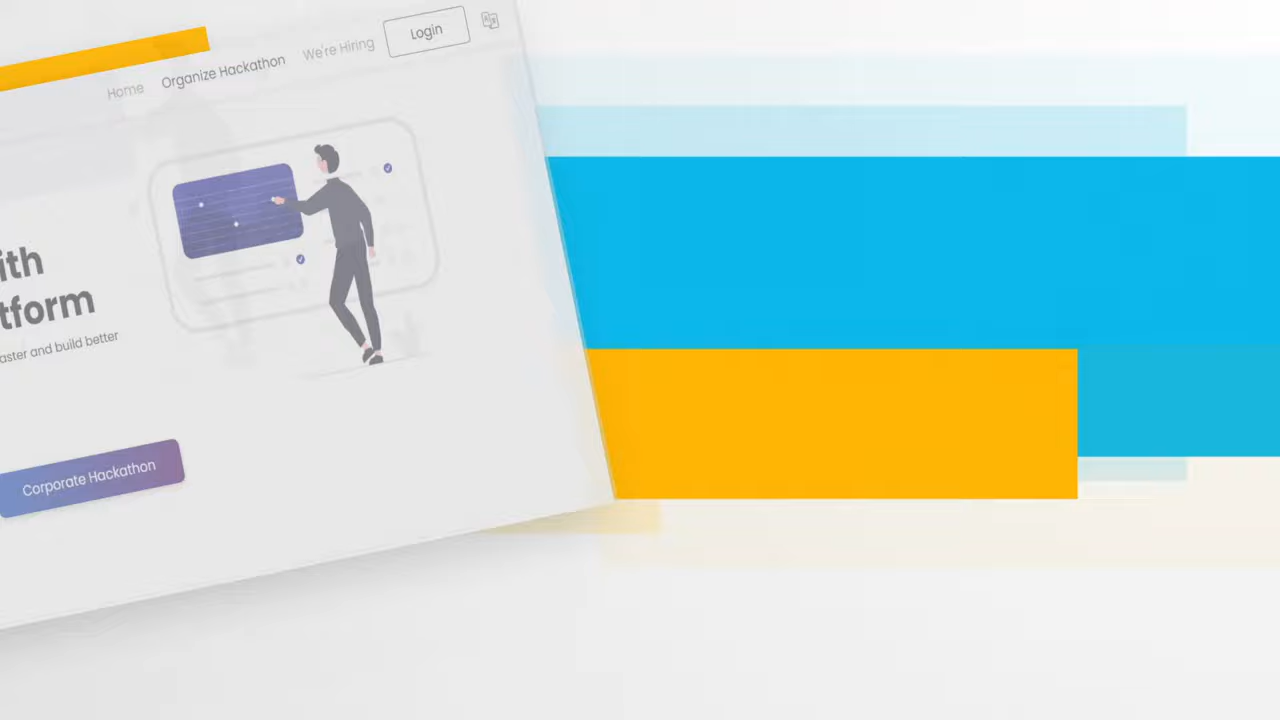 Home Organize Hackathon We're Hiring Login
ith
tform
aster and build better
Corporate Hackathon